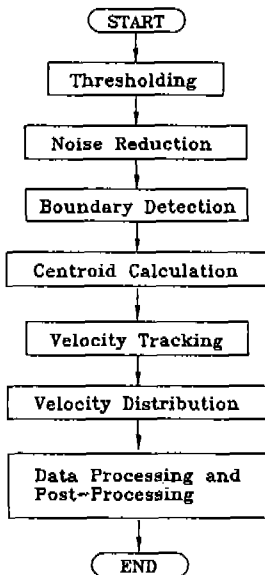 START
Thresholding
Noise Reduction
Boundary Detection
Centroid Calculation
Velocity Tracking
Velocity Distribution
Data Processing and
Post-Processing
END